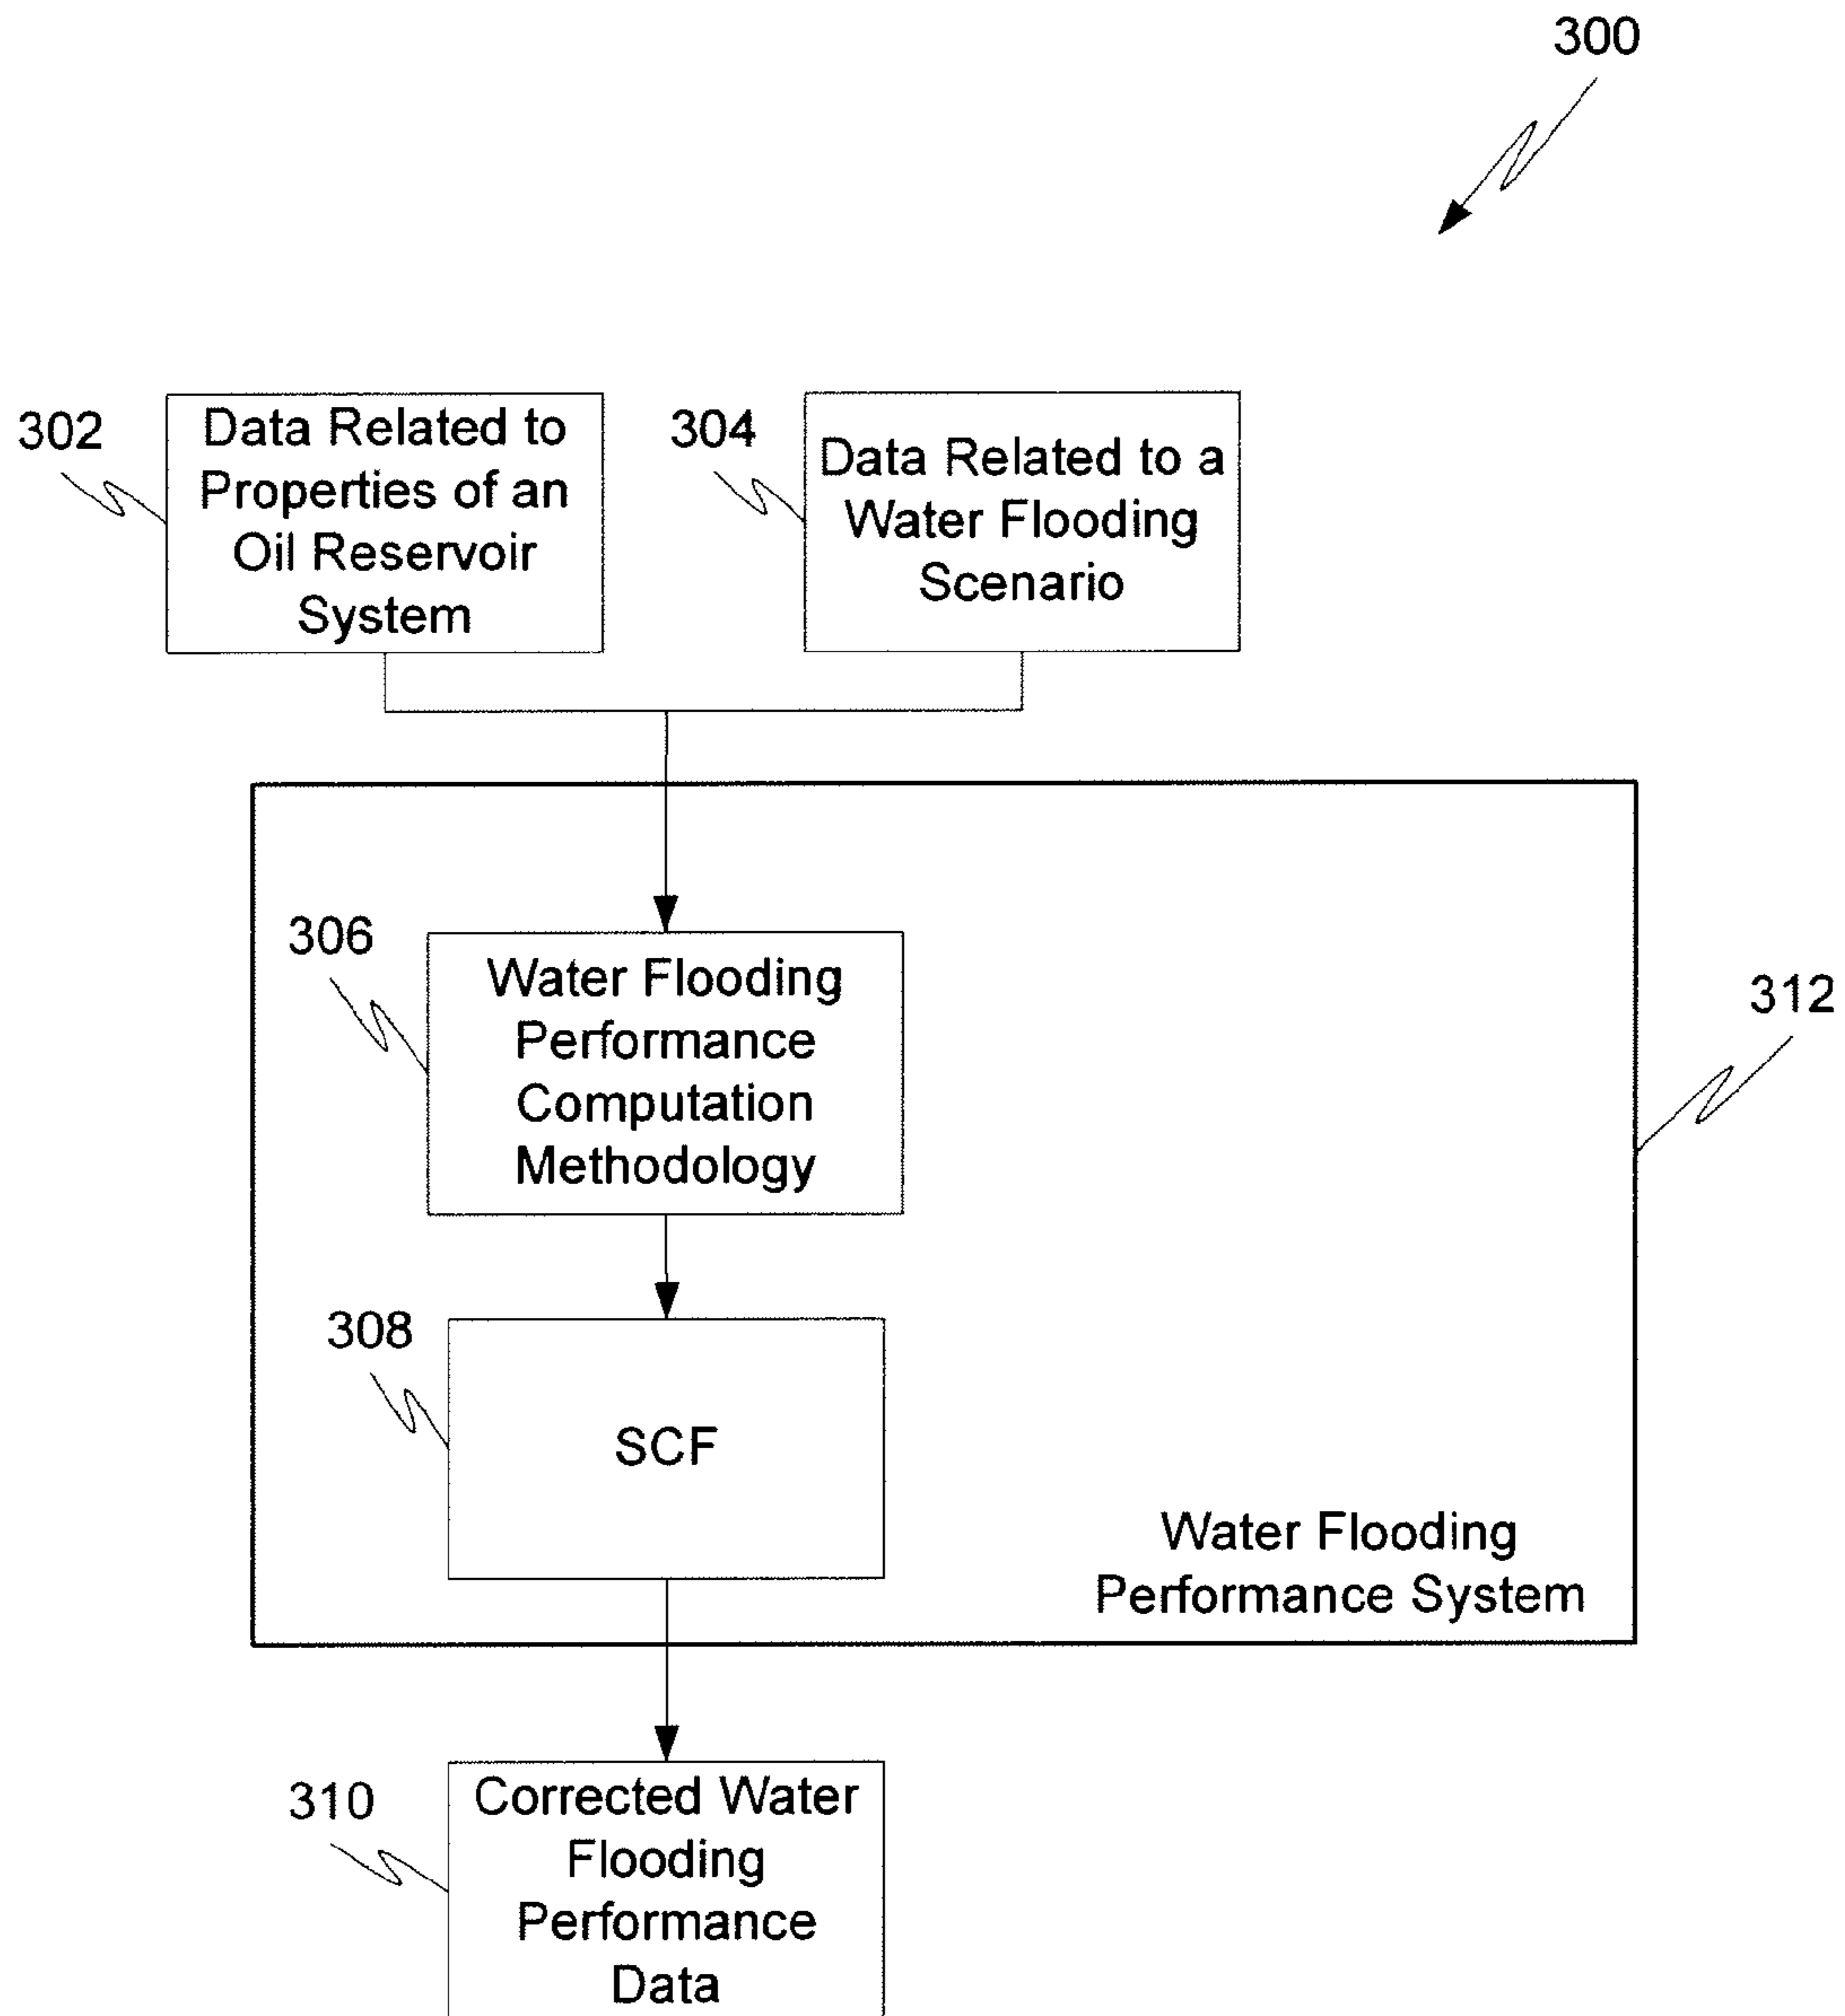 300
302
Data Related to
Properties of an
Oil Reservoir
System
304
Data Related to a
Water Flooding
Scenario
306
Water Flooding
Performance
Computation
Methodology
312
308
SCF
Water Flooding
Performance System
310
Corrected Water
Flooding
Performance
Data